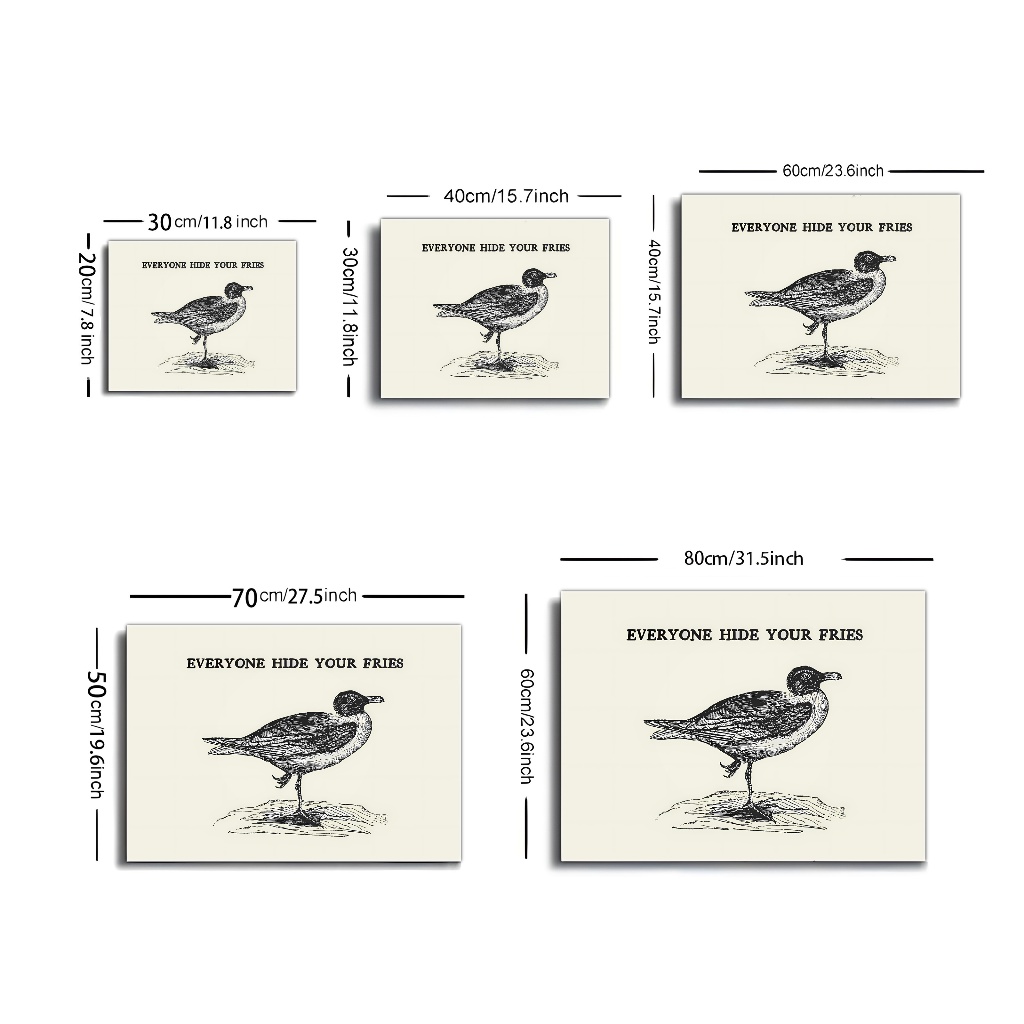 60cm/23.6inch
40cm/15.7inch
30cm/11.8 inch
EVERYONE HIDE YOUR FRIES
20cm/ 7.8 inch
EVERYONE HIDE YOUR FRIES
30cm/11.8inch
EVERYONE HIDE YOUR FRIES
40cm/15.7inch
80cm/31.5inch
70cm/27.5inch
EVERYONE HIDE YOUR FRIES
50cm/19.6inch
EVERYONE HIDE YOUR FRIES
60cm/23.6inch